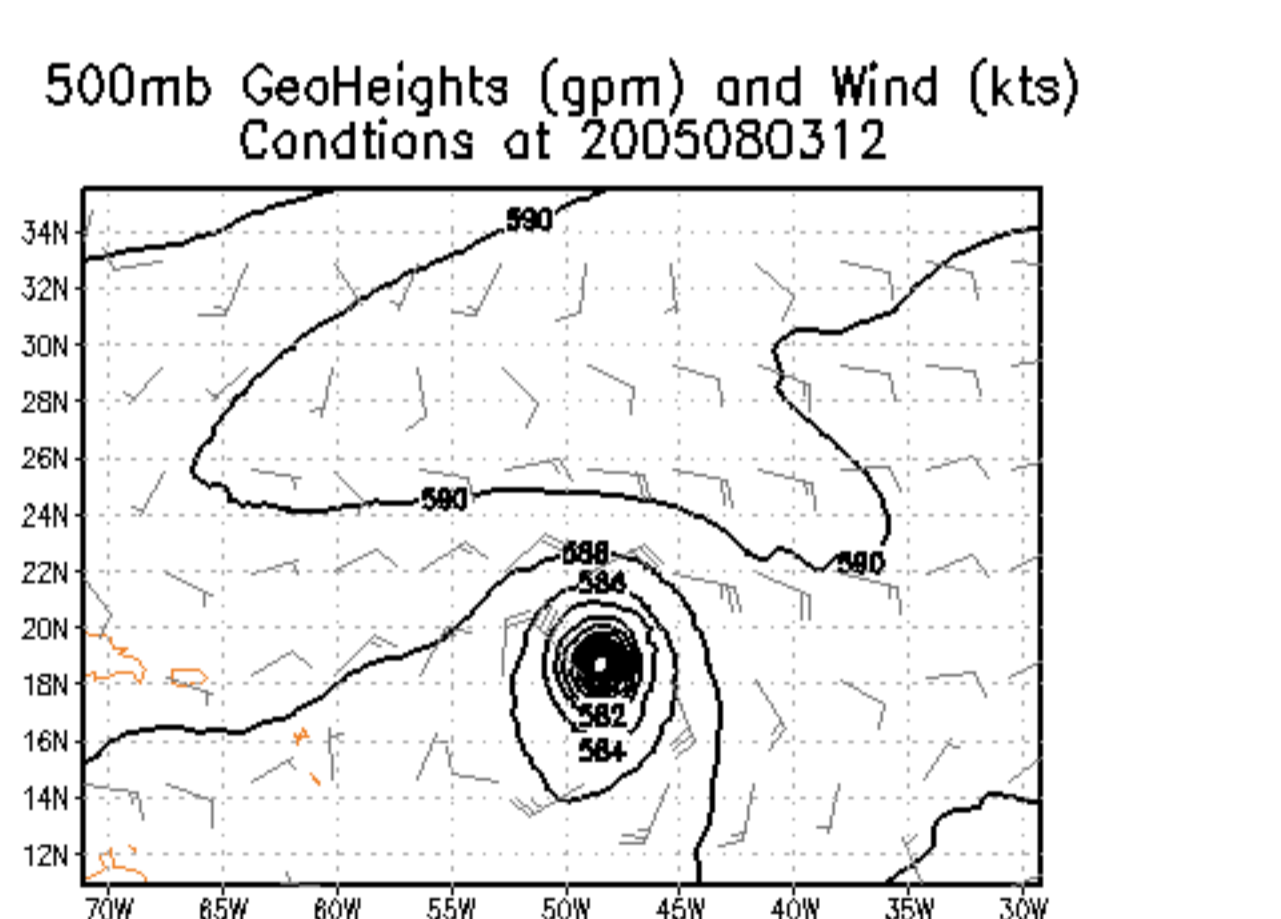 500mb GeoHeights (gpm) and Wind (kts)
Condtions at 2005080312
590
34N
32N
30N
28N
26N
590
24N
588
590
22N
586
20N
18N
582
16N
584
14N
12N
70W 65W 60W 55W 50W 45W 40W 35W 30W